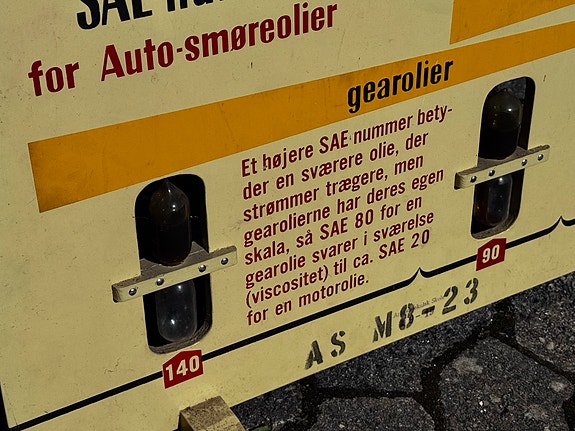 SAE
for Auto-smøreolier
gearolier
Et højere SAE nummer bety-
der en sværere olie, der
strømmer trægere, men
gearolierne har deres egen
skala, så SAE 80 for en
gearolie svarer i sværelse
(viscositet) til ca. SAE 20
for en motorolie.
90
140
AS M8-23